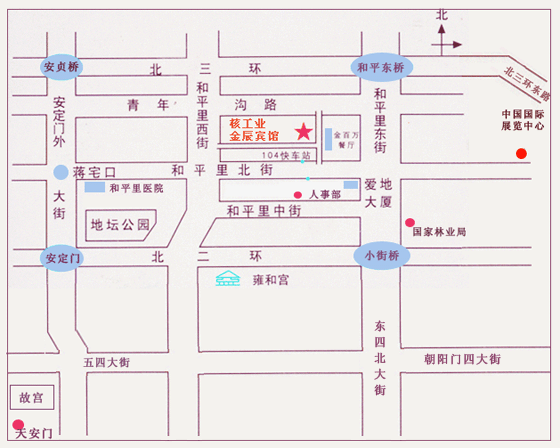 北
安贞桥
北三环
和平东桥
北三环东路
青年沟路
和平里西街
和平里东街
安定门外大街
核工业
金辰宾馆
金百万
餐厅
中国国际
展览中心
104快车站
蒋宅口
和平里北街
和平里医院
人事部
爱地
大厦
地坛公园
和平里中街
国家林业局
安定门
北二环
小街桥
雍和宫
东四北大街
五四大街
朝阳门四大街
故宫
天安门